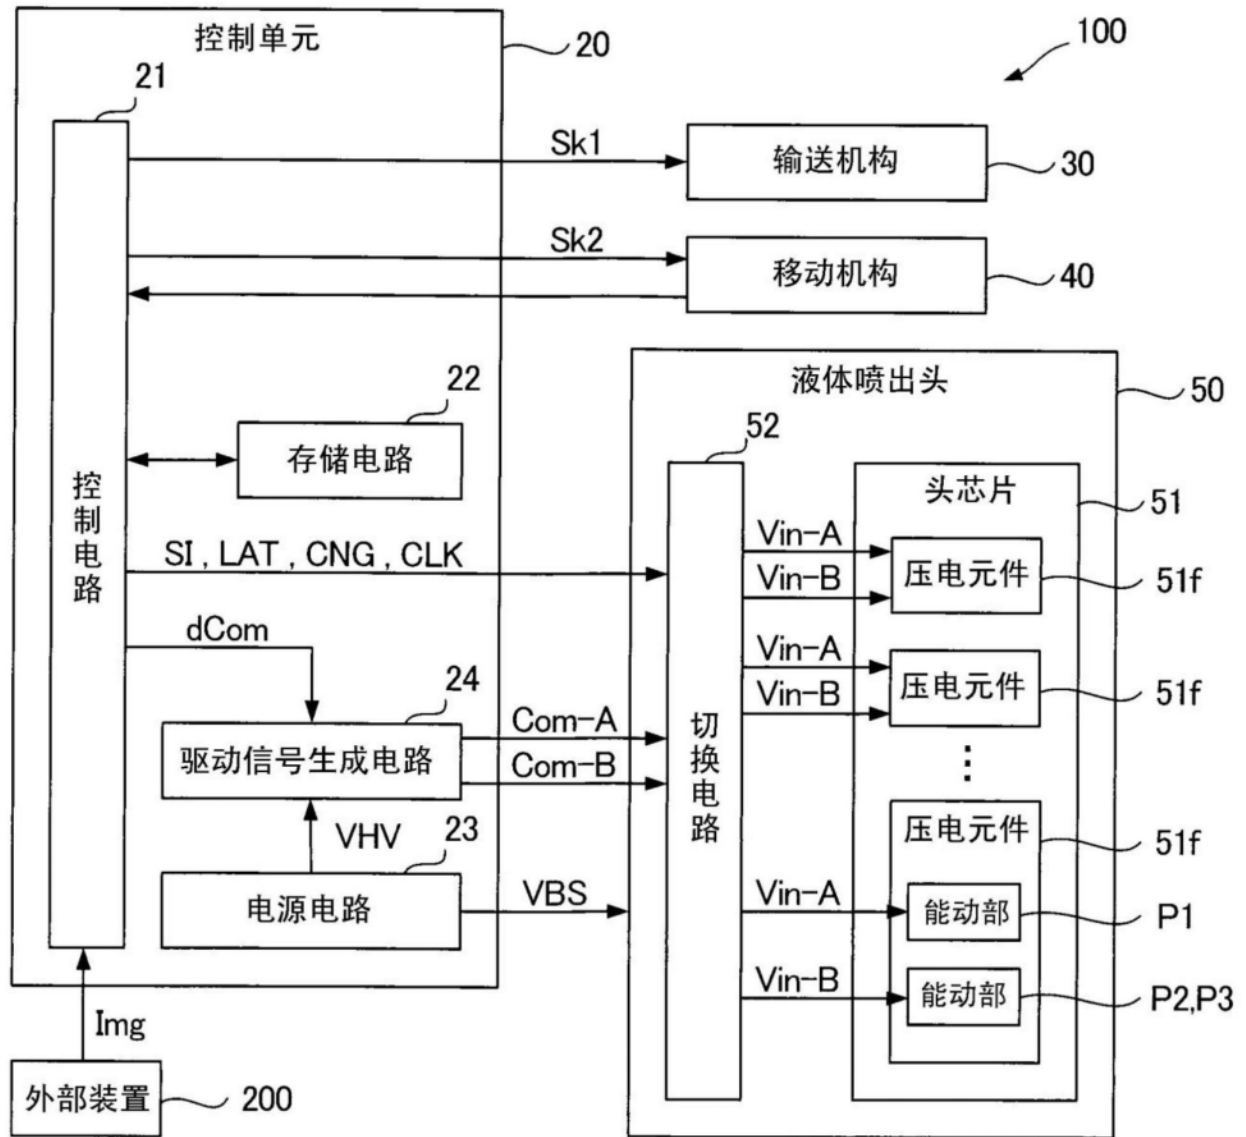 控制单元
20
100
21
Sk1
输送机构
30
Sk2
移动机构
40
液体喷出头
50
22
存储电路
52
头芯片
51
控制电路
SI , LAT , CNG , CLK
Vin-A
压电元件
51f
Vin-B
dCom
Vin-A
压电元件
51f
Vin-B
24
驱动信号生成电路
Com-A
Com-B
切换电路
VHV
23
压电元件
51f
电源电路
VBS
Vin-A
能动部
P1
Vin-B
能动部
P2,P3
Img
外部装置
200